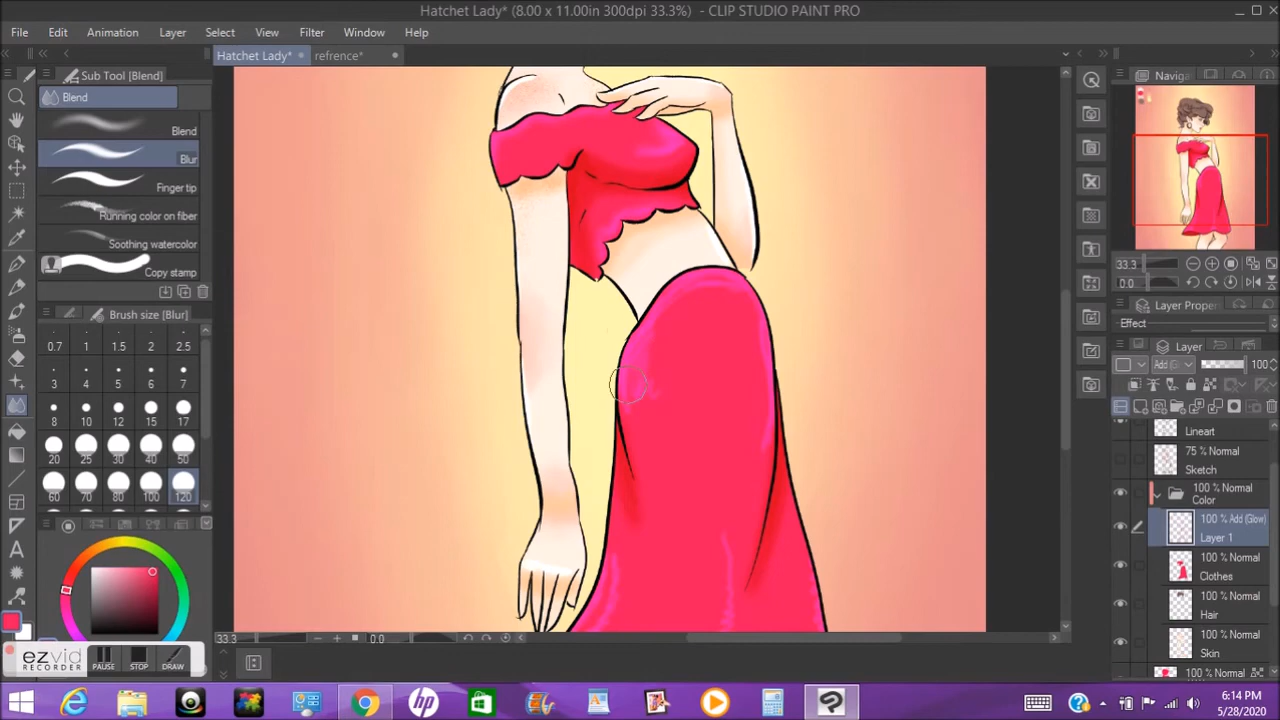 Hatchet Lady* (8.00 x 11.00in 300dpi 33.3%) - CLIP STUDIO PAINT PRO
File Edit Animation Layer Select View Filter Window Help
Hatchet Lady* refrence*
Sub Tool [Blend]
Blend
Blend
Blur
Finger tip
Running color on fiber
Soothing watercolor
Copy stamp
Brush size [Blur]
0.7 1 1.5 2 2.5
3 4 5 6 7
8 10 12 15 17
20 25 30 40 50
60 70 80 100 120
ezvid
RECORDER
PAUSE STOP DRAW
33.3 0.0
Naviga
33.3
0.0
Layer Proper
Effect
Layer
Add (G 100
Lineart
75 % Normal
Sketch
100 % Normal
Color
100 % Add (Glow)
Layer 1
100 % Normal
Clothes
100 % Normal
Hair
100 % Normal
Skin
100 % Normal
6:14 PM
5/28/2020